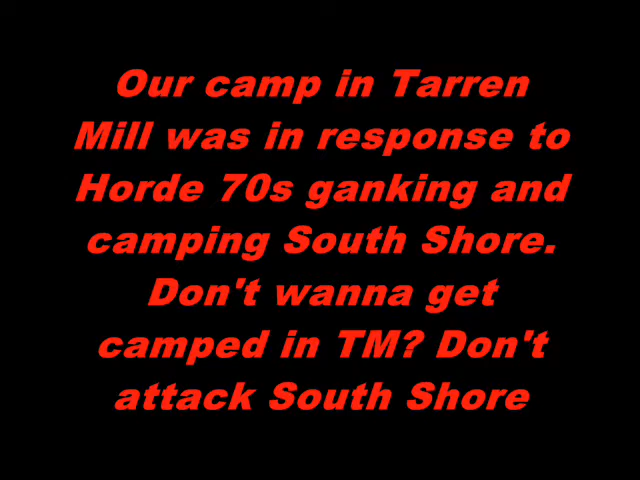 Our camp in Tarren
Mill was in response to
Horde 70s ganking and
camping South Shore.
Don't wanna get
camped in TM? Don't
attack South Shore